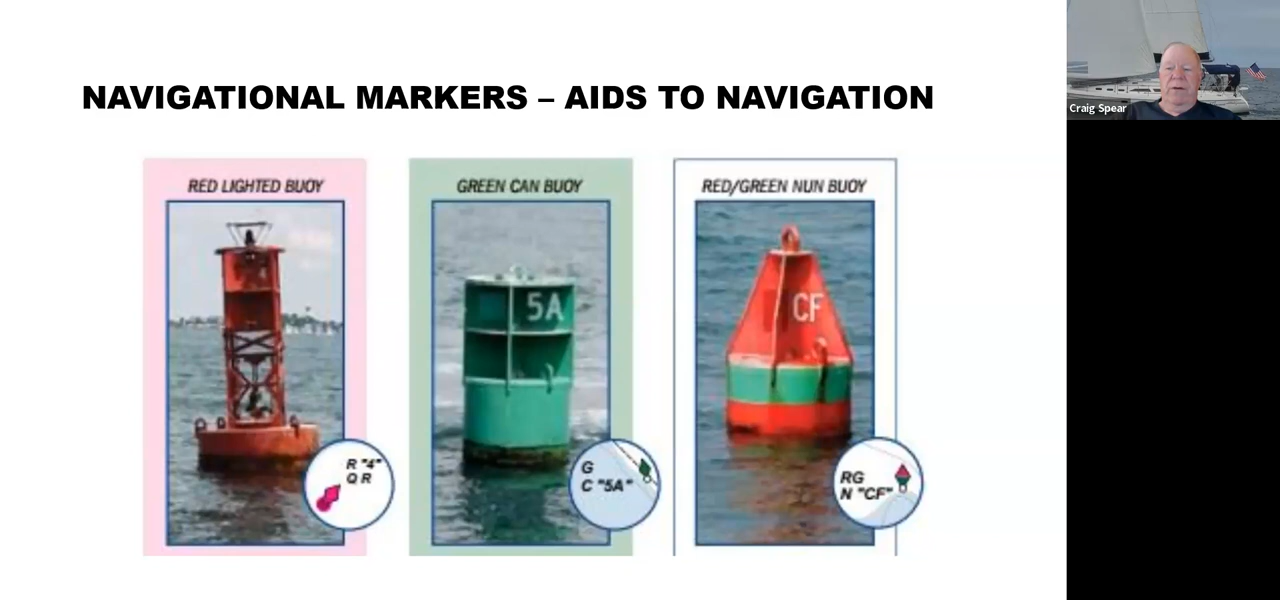 NAVIGATIONAL MARKERS – AIDS TO NAVIGATION
Craig Spear
RED LIGHTED BUOY
GREEN CAN BUOY
RED/GREEN NUN BUOY
5A
CF
R "4"
Q R
G
C "5A"
RG
N "CF"